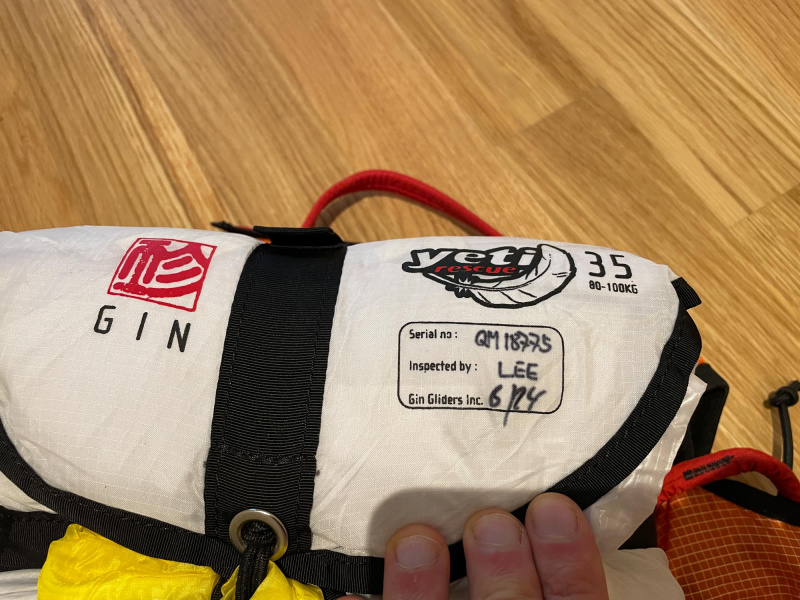 GIN
yeti
rescue
35
80-100KG
Serial no : QM 18775
Inspected by : LEE
Gin Gliders Inc. 6/24